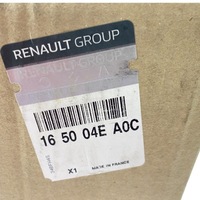 RENAULT GROUP
16 50 04E A0C
X1
MADE IN FRANCE